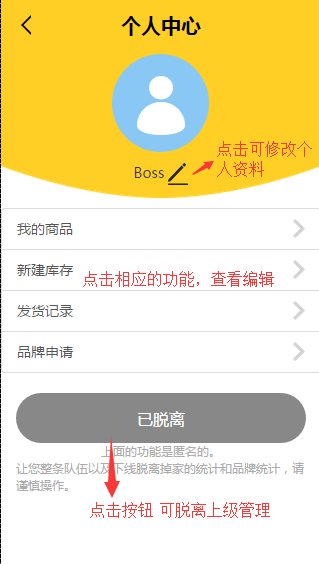 个人中心
Boss
点击可修改个
人资料
我的商品
新建库存
点击相应的功能，查看编辑
发货记录
品牌申请
已脱离
上面的功能是匿名的。
让您整条队伍以及下线脱离掉家的统计和品牌统计，请
谨慎操作。
点击按钮 可脱离上级管理